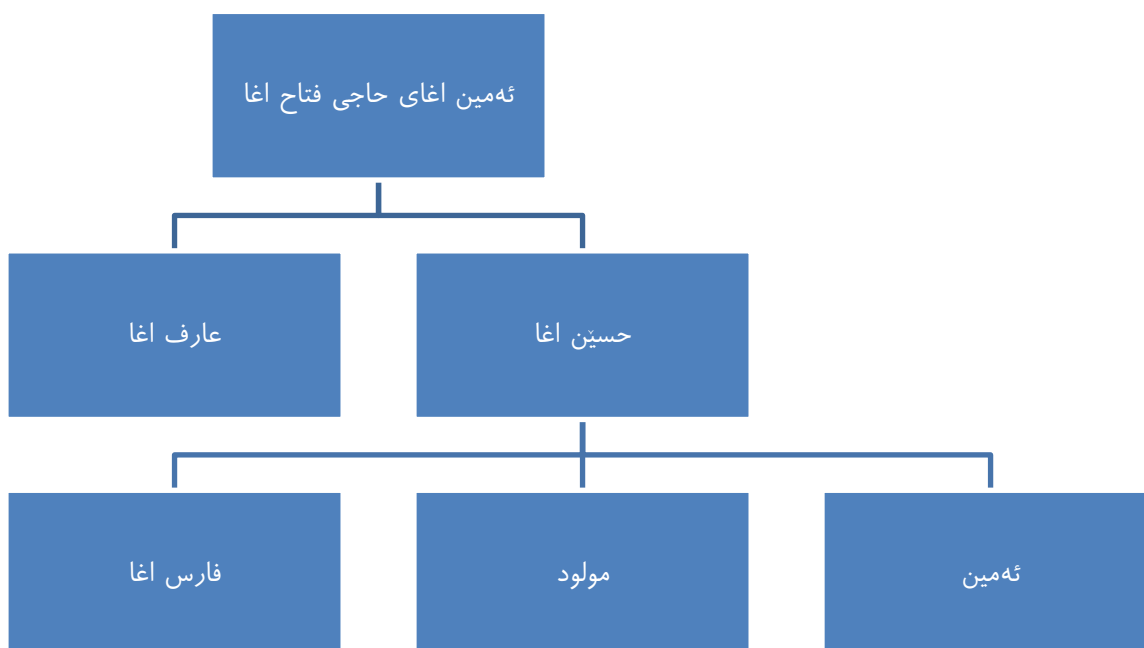 ئەمین اغای حاجی فتاح اغا
حسێن اغا
عارف اغا
ئەمین
مولود
فارس اغا